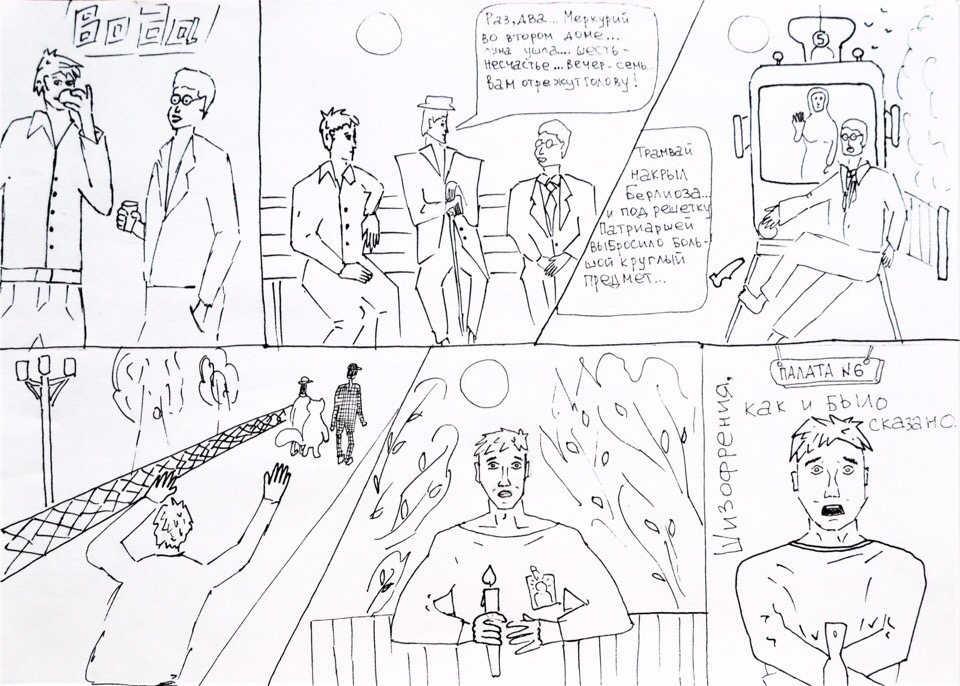 Вода!
Раз, два... Меркурий
во втором доме...
луна ушла... шесть-
несчастье... вечер-семь...
Вам отрежут голову!
5
Трамвай
накрыл
Берлиоза...
и под решетку
Патриаршей
выбросило боль-
шой круглый
предмет...
ПАЛАТА №6
Шизофрения,
как и было
сказано.